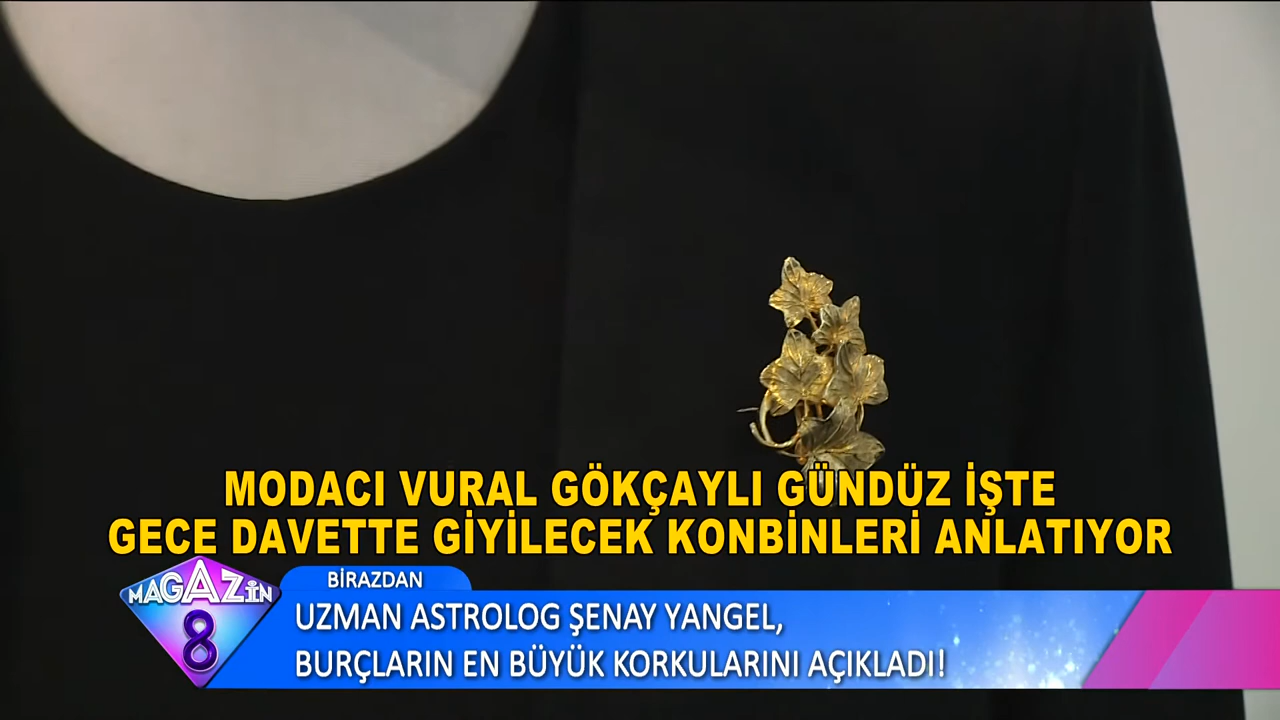 MODACI VURAL GÖKÇAYLI GÜNDÜZ İŞTE
GECE DAVETTE GİYİLECEK KONBİNLERİ ANLATIYOR
BİRAZDAN
MAGAZİN
8
UZMAN ASTROLOG ŞENAY YANGEL,
BURÇLARIN EN BÜYÜK KORKULARINI AÇIKLADI!